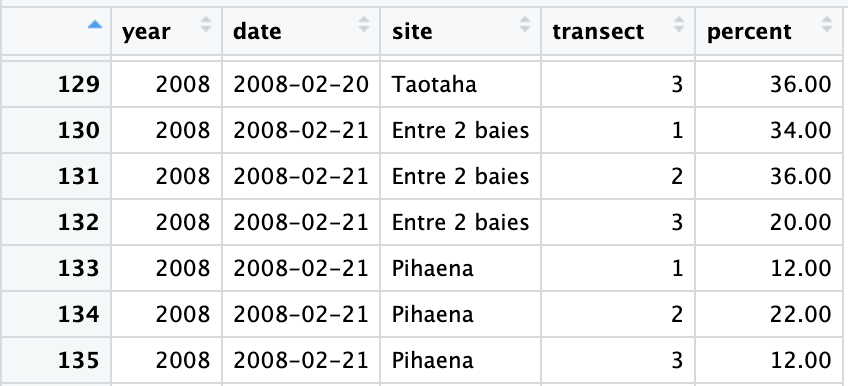 year date site transect percent
129 2008 2008-02-20 Taotaha 3 36.00
130 2008 2008-02-21 Entre 2 baies 1 34.00
131 2008 2008-02-21 Entre 2 baies 2 36.00
132 2008 2008-02-21 Entre 2 baies 3 20.00
133 2008 2008-02-21 Pihaena 1 12.00
134 2008 2008-02-21 Pihaena 2 22.00
135 2008 2008-02-21 Pihaena 3 12.00